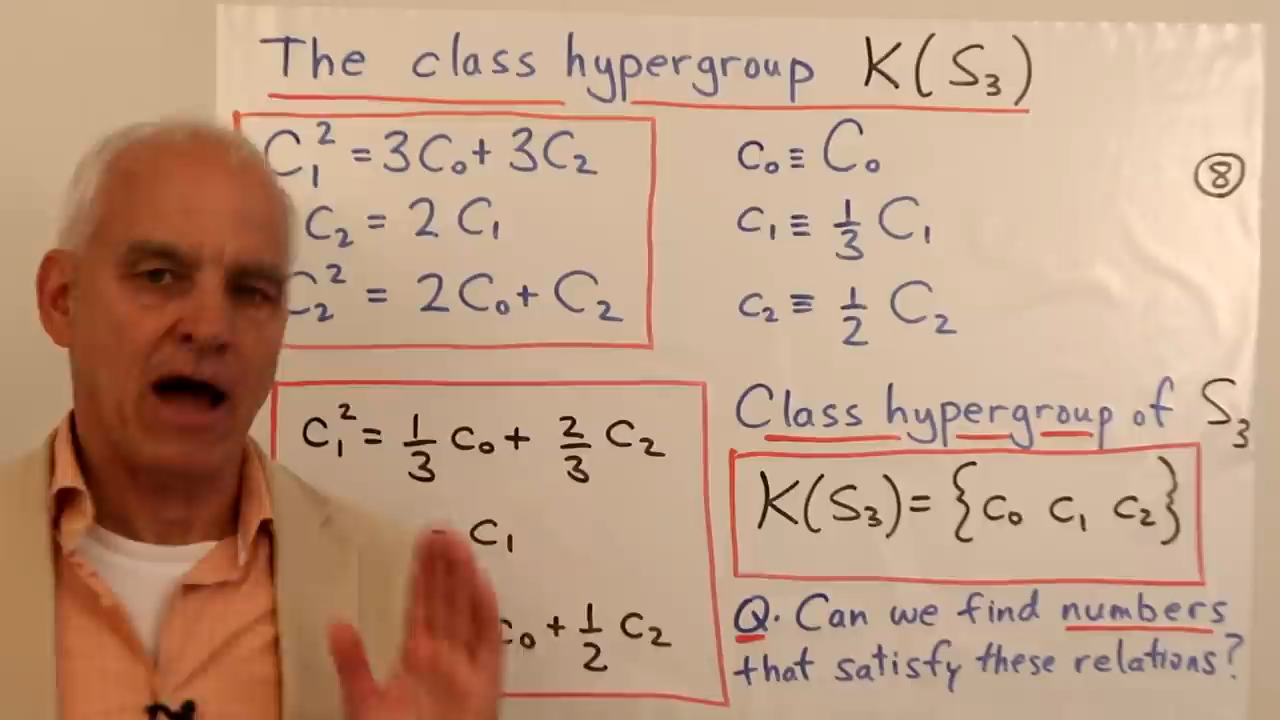 The class hypergroup K(S₃)
C₁² = 3C₀ + 3C₂
C₂ = 2 C₁
C₂² = 2C₀ + C₂
c₀ ≡ C₀
c₁ ≡ 1/3 C₁
c₂ ≡ 1/2 C₂
⑧
c₁² = 1/3 c₀ + 2/3 c₂
c₁
c₀ + 1/2 c₂
Class hypergroup of S₃
K(S₃) = {c₀ c₁ c₂}
Q. Can we find numbers
that satisfy these relations?